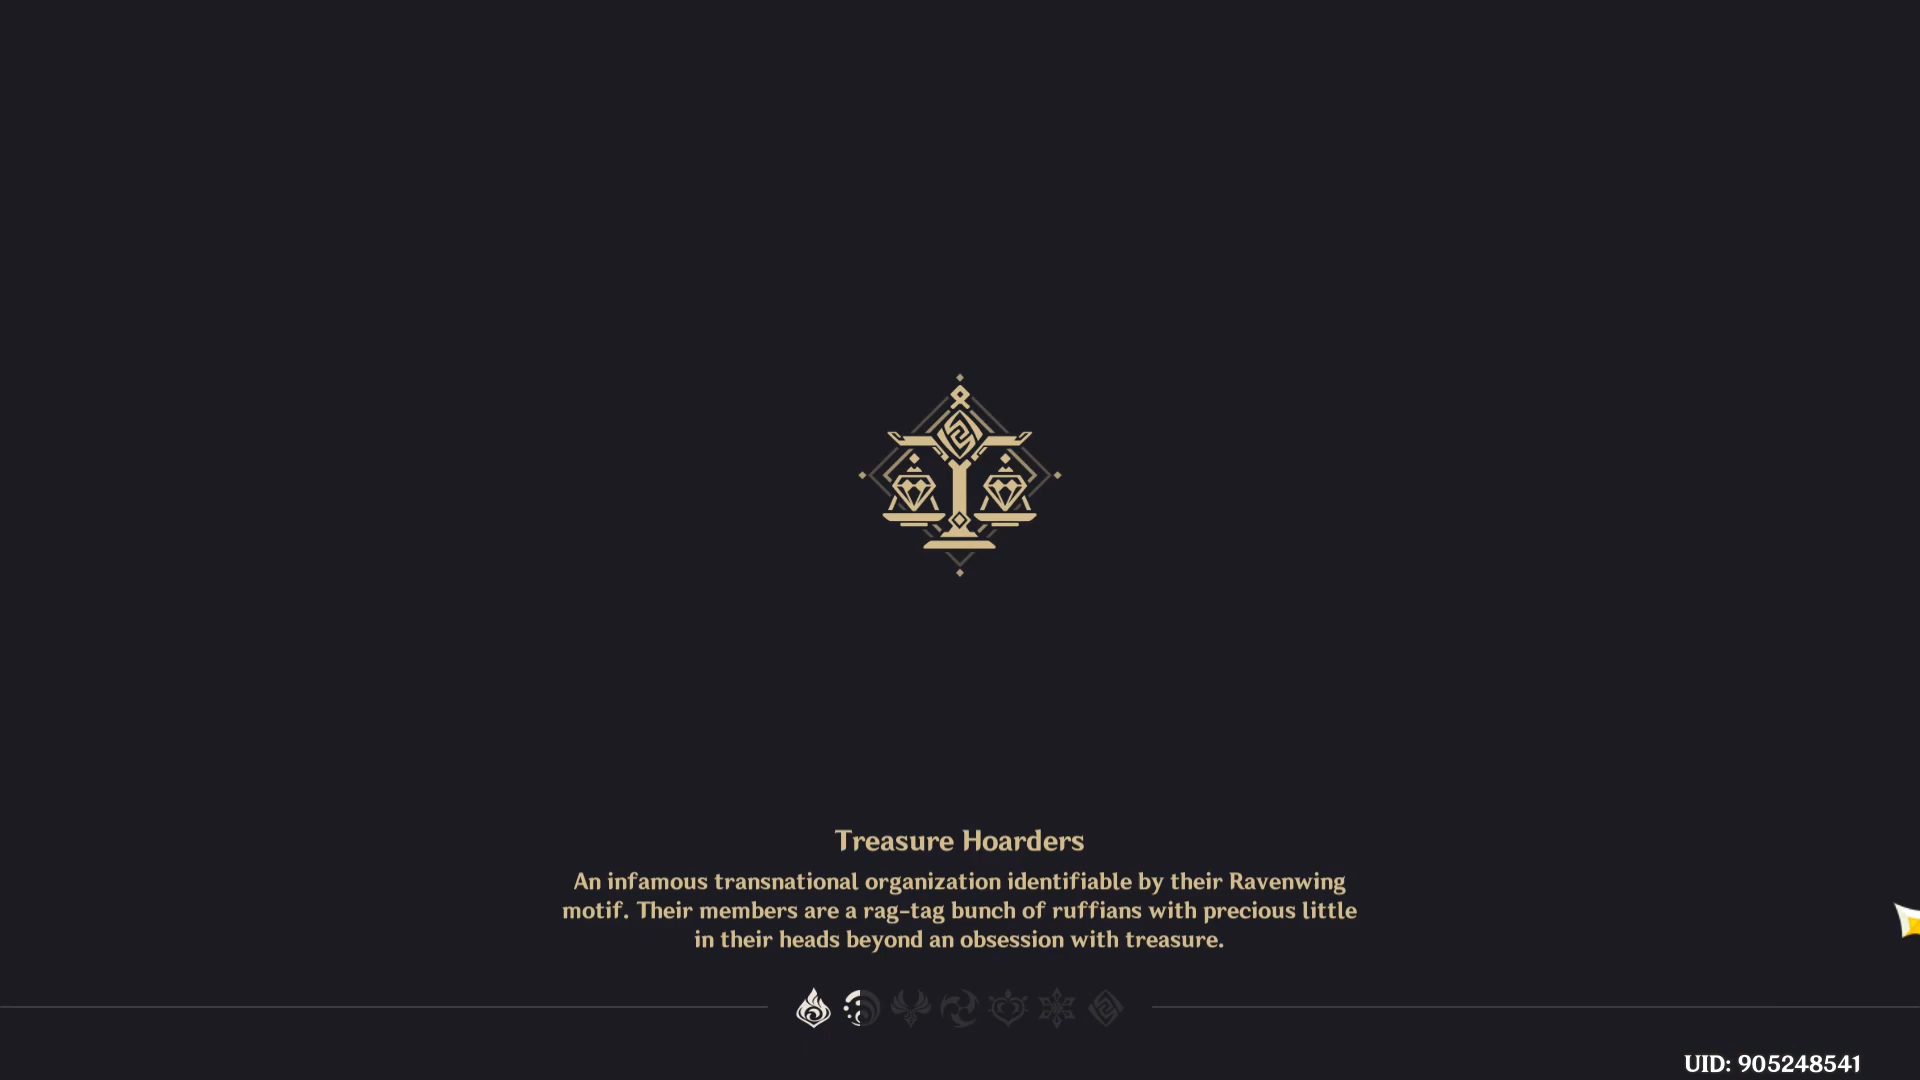 Treasure Hoarders
An infamous transnational organization identifiable by their Ravenwing
motif. Their members are a rag-tag bunch of ruffians with precious little
in their heads beyond an obsession with treasure.
UID: 905248541